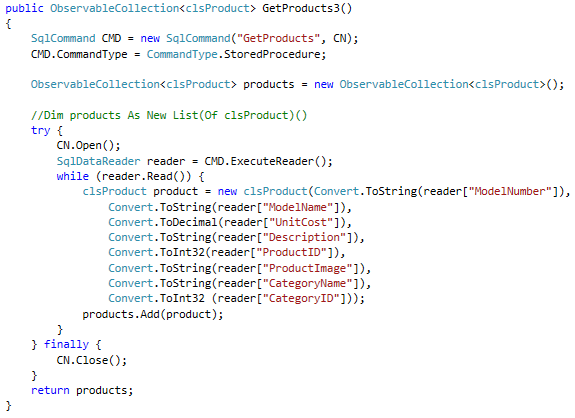 public ObservableCollection<clsProduct> GetProducts3()
{
    SqlCommand CMD = new SqlCommand("GetProducts", CN);
    CMD.CommandType = CommandType.StoredProcedure;

    ObservableCollection<clsProduct> products = new ObservableCollection<clsProduct>();

    //Dim products As New List(Of clsProduct)()
    try {
        CN.Open();
        SqlDataReader reader = CMD.ExecuteReader();
        while (reader.Read()) {
            clsProduct product = new clsProduct(Convert.ToString(reader["ModelNumber"]),
                Convert.ToString(reader["ModelName"]),
                Convert.ToDecimal(reader["UnitCost"]),
                Convert.ToString(reader["Description"]),
                Convert.ToInt32(reader["ProductID"]),
                Convert.ToString(reader["ProductImage"]),
                Convert.ToString(reader["CategoryName"]),
                Convert.ToInt32 (reader["CategoryID"]));
            products.Add(product);
        }
    } finally {
        CN.Close();
    }
    return products;
}